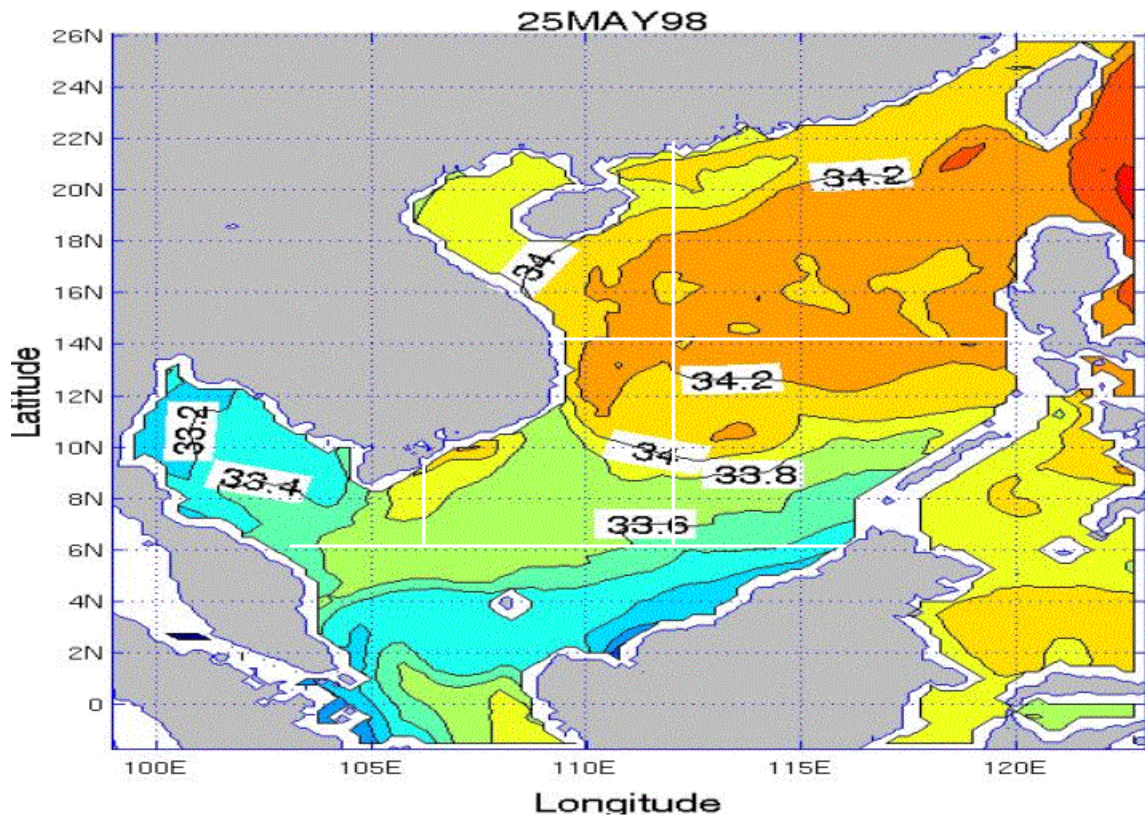 25MAY98
26N
24N
22N
20N
18N
16N
14N
12N
10N
8N
6N
4N
2N
0
34.2
34
34.2
33.2
34
33.4
33.8
33.6
100E 105E 110E 115E 120E
Latitude
Longitude